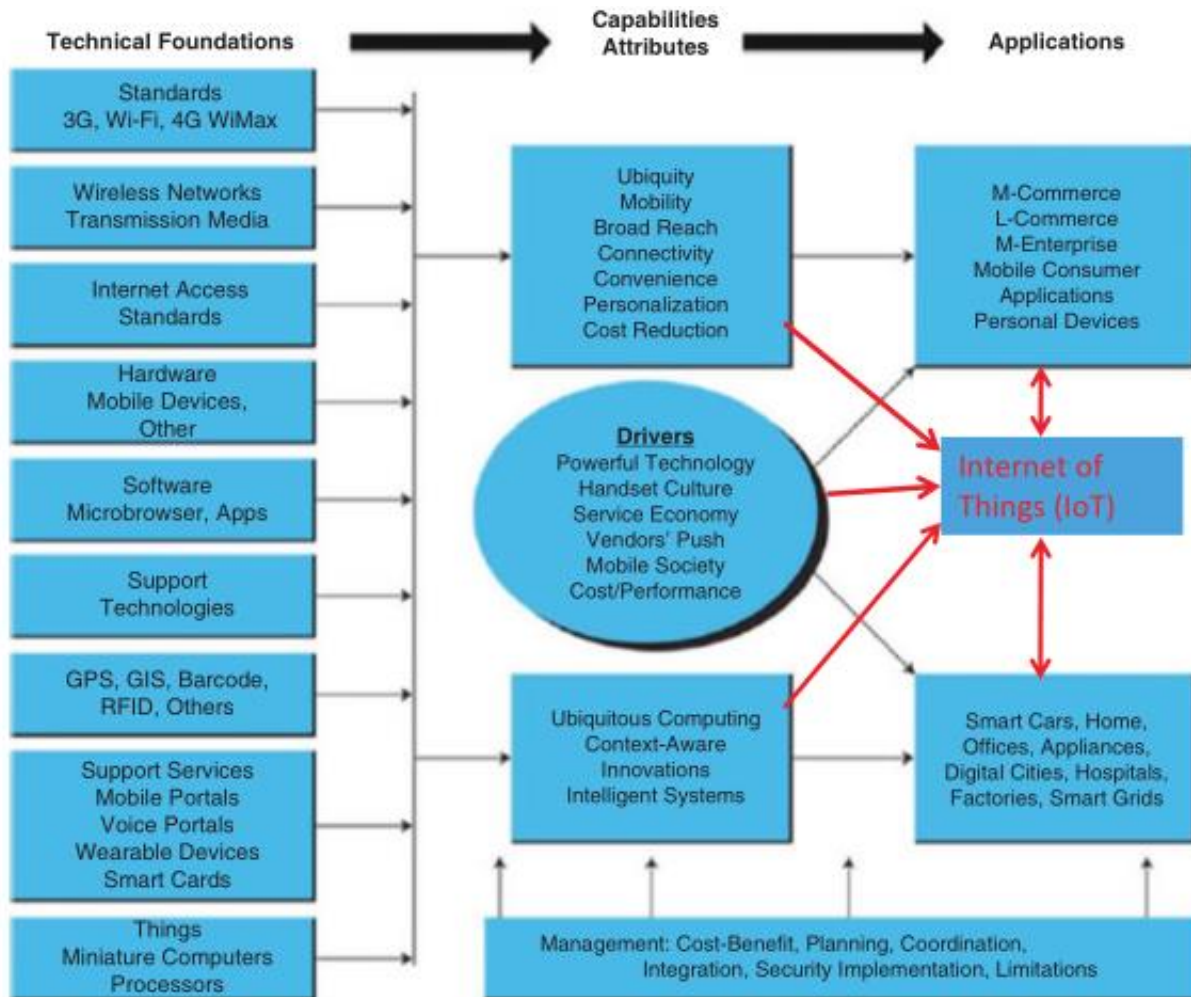 Technical Foundations
Capabilities
Attributes
Applications
Standards
3G, Wi-Fi, 4G WiMax
Wireless Networks
Transmission Media
Internet Access
Standards
Hardware
Mobile Devices,
Other
Software
Microbrowser, Apps
Support
Technologies
GPS, GIS, Barcode,
RFID, Others
Support Services
Mobile Portals
Voice Portals
Wearable Devices
Smart Cards
Things
Miniature Computers
Processors
Ubiquity
Mobility
Broad Reach
Connectivity
Convenience
Personalization
Cost Reduction
Drivers
Powerful Technology
Handset Culture
Service Economy
Vendors' Push
Mobile Society
Cost/Performance
Ubiquitous Computing
Context-Aware
Innovations
Intelligent Systems
M-Commerce
L-Commerce
M-Enterprise
Mobile Consumer
Applications
Personal Devices
Internet of
Things (IoT)
Smart Cars, Home,
Offices, Appliances,
Digital Cities, Hospitals,
Factories, Smart Grids
Management: Cost-Benefit, Planning, Coordination,
Integration, Security Implementation, Limitations